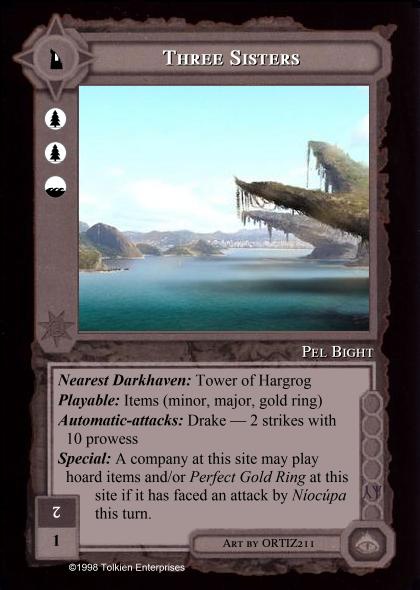 Three Sisters
Pel Bight
Nearest Darkhaven: Tower of Hargrog
Playable: Items (minor, major, gold ring)
Automatic-attacks: Drake — 2 strikes with
10 prowess
Special: A company at this site may play
hoard items and/or Perfect Gold Ring at this
site if it has faced an attack by Níocúpa
this turn.
2
1
Art by ORTIZ211
©1998 Tolkien Enterprises